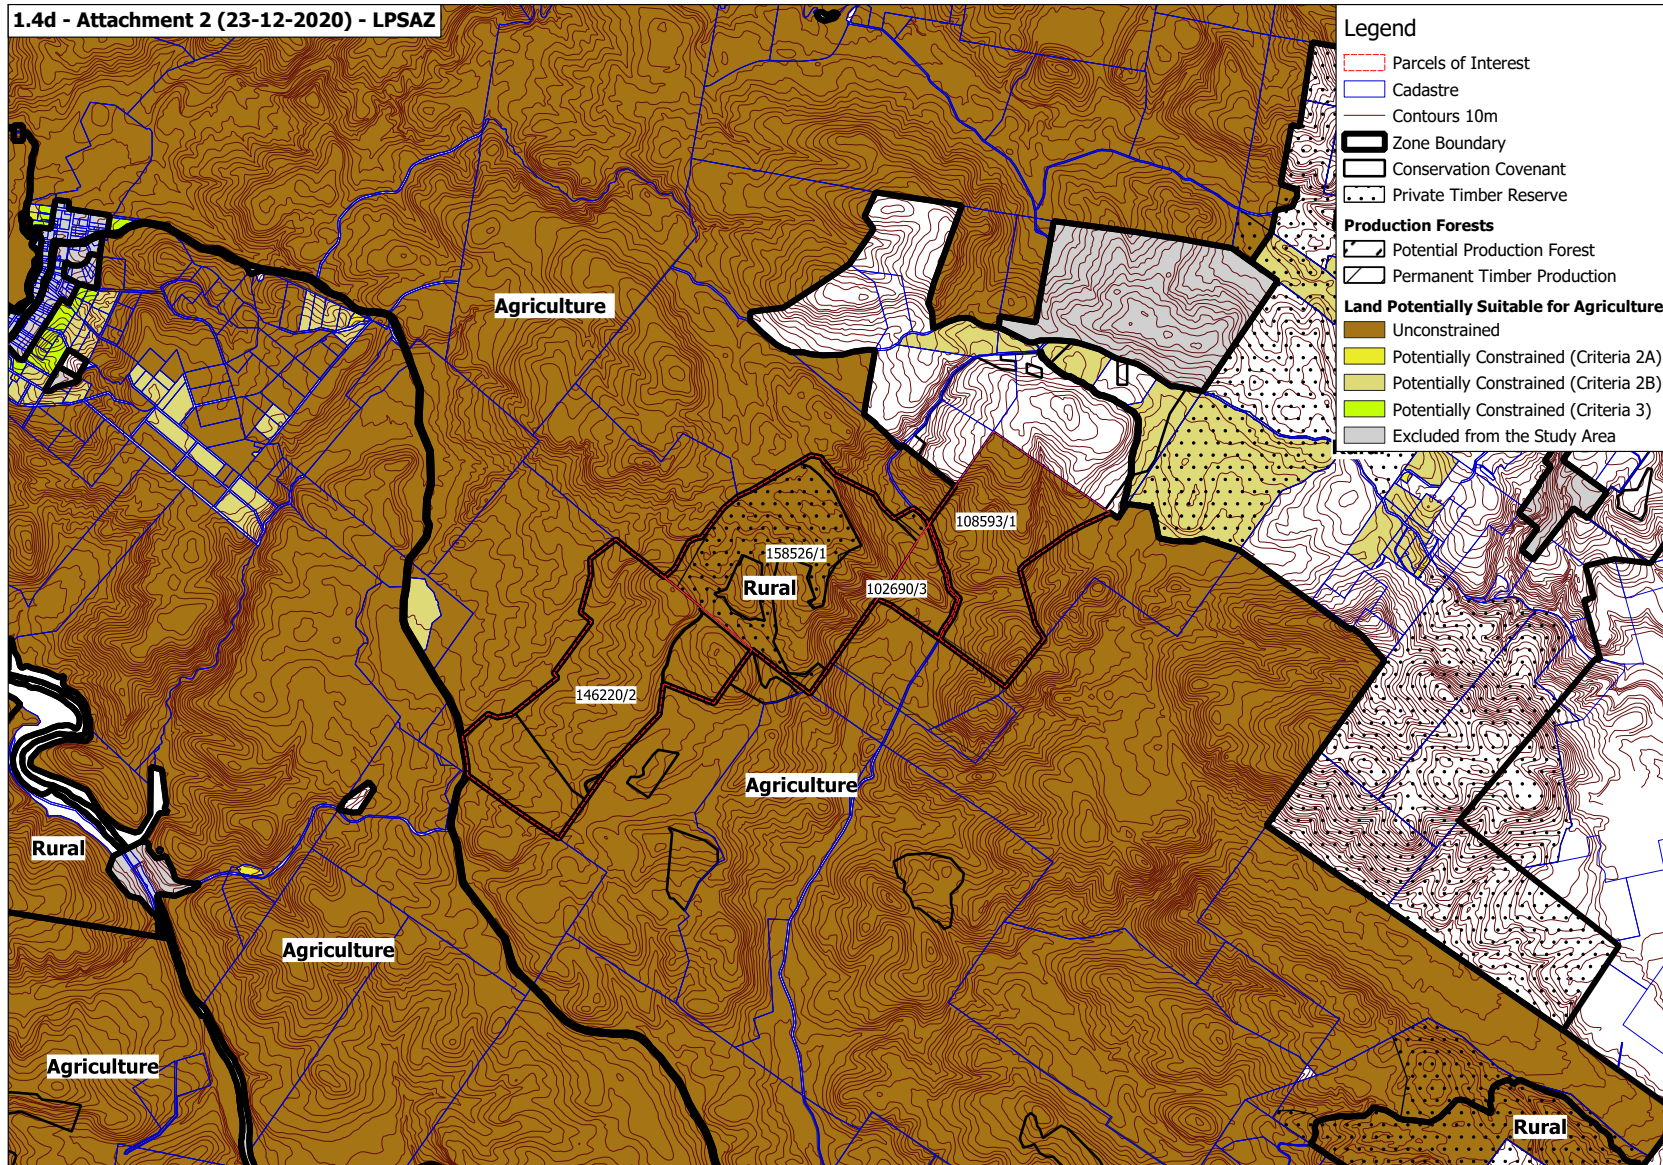 1.4d - Attachment 2 (23-12-2020) - LPSAZ
Legend
Parcels of Interest
Cadastre
Contours 10m
Zone Boundary
Conservation Covenant
Private Timber Reserve
Production Forests
Potential Production Forest
Permanent Timber Production
Land Potentially Suitable for Agriculture
Unconstrained
Potentially Constrained (Criteria 2A)
Potentially Constrained (Criteria 2B)
Potentially Constrained (Criteria 3)
Excluded from the Study Area
Agriculture
108593/1
158526/1
Rural
102690/3
146220/2
Agriculture
Rural
Agriculture
Agriculture
Rural